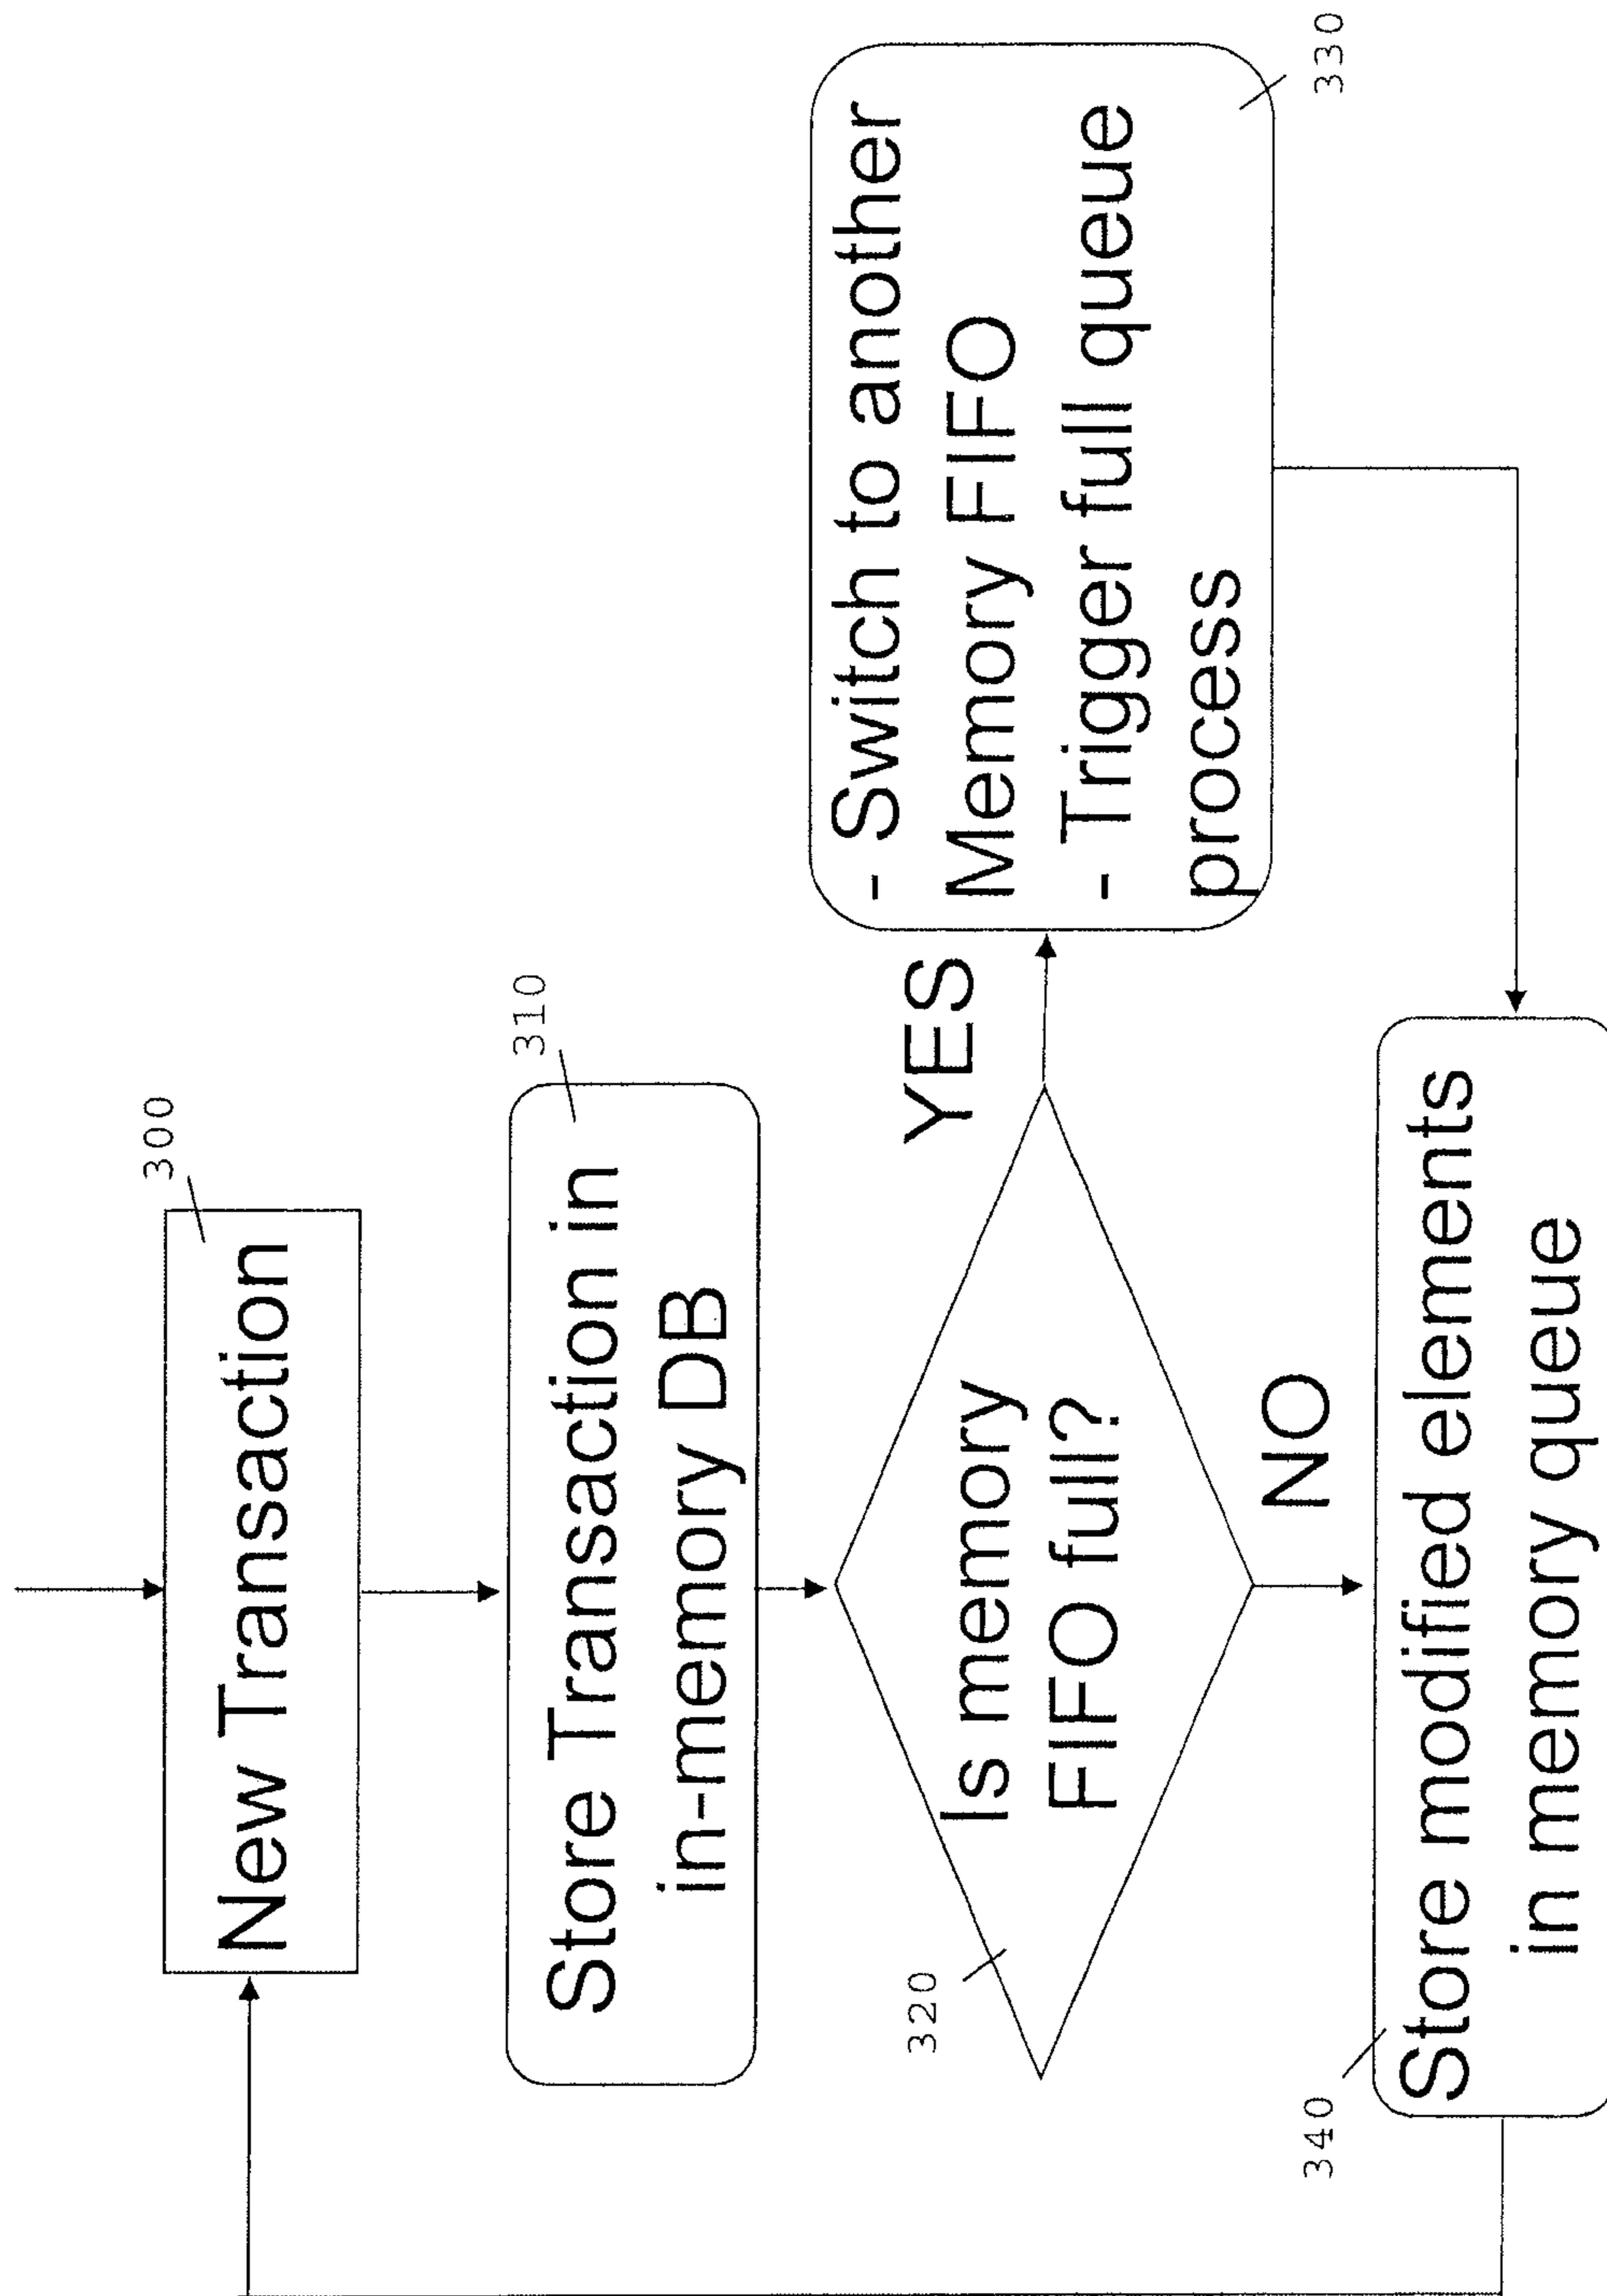 300
New Transaction
310
Store Transaction in
in-memory DB
320
Is memory
FIFO full?
YES
- Switch to another
Memory FIFO
- Trigger full queue
process
330
NO
340
Store modified elements
in memory queue